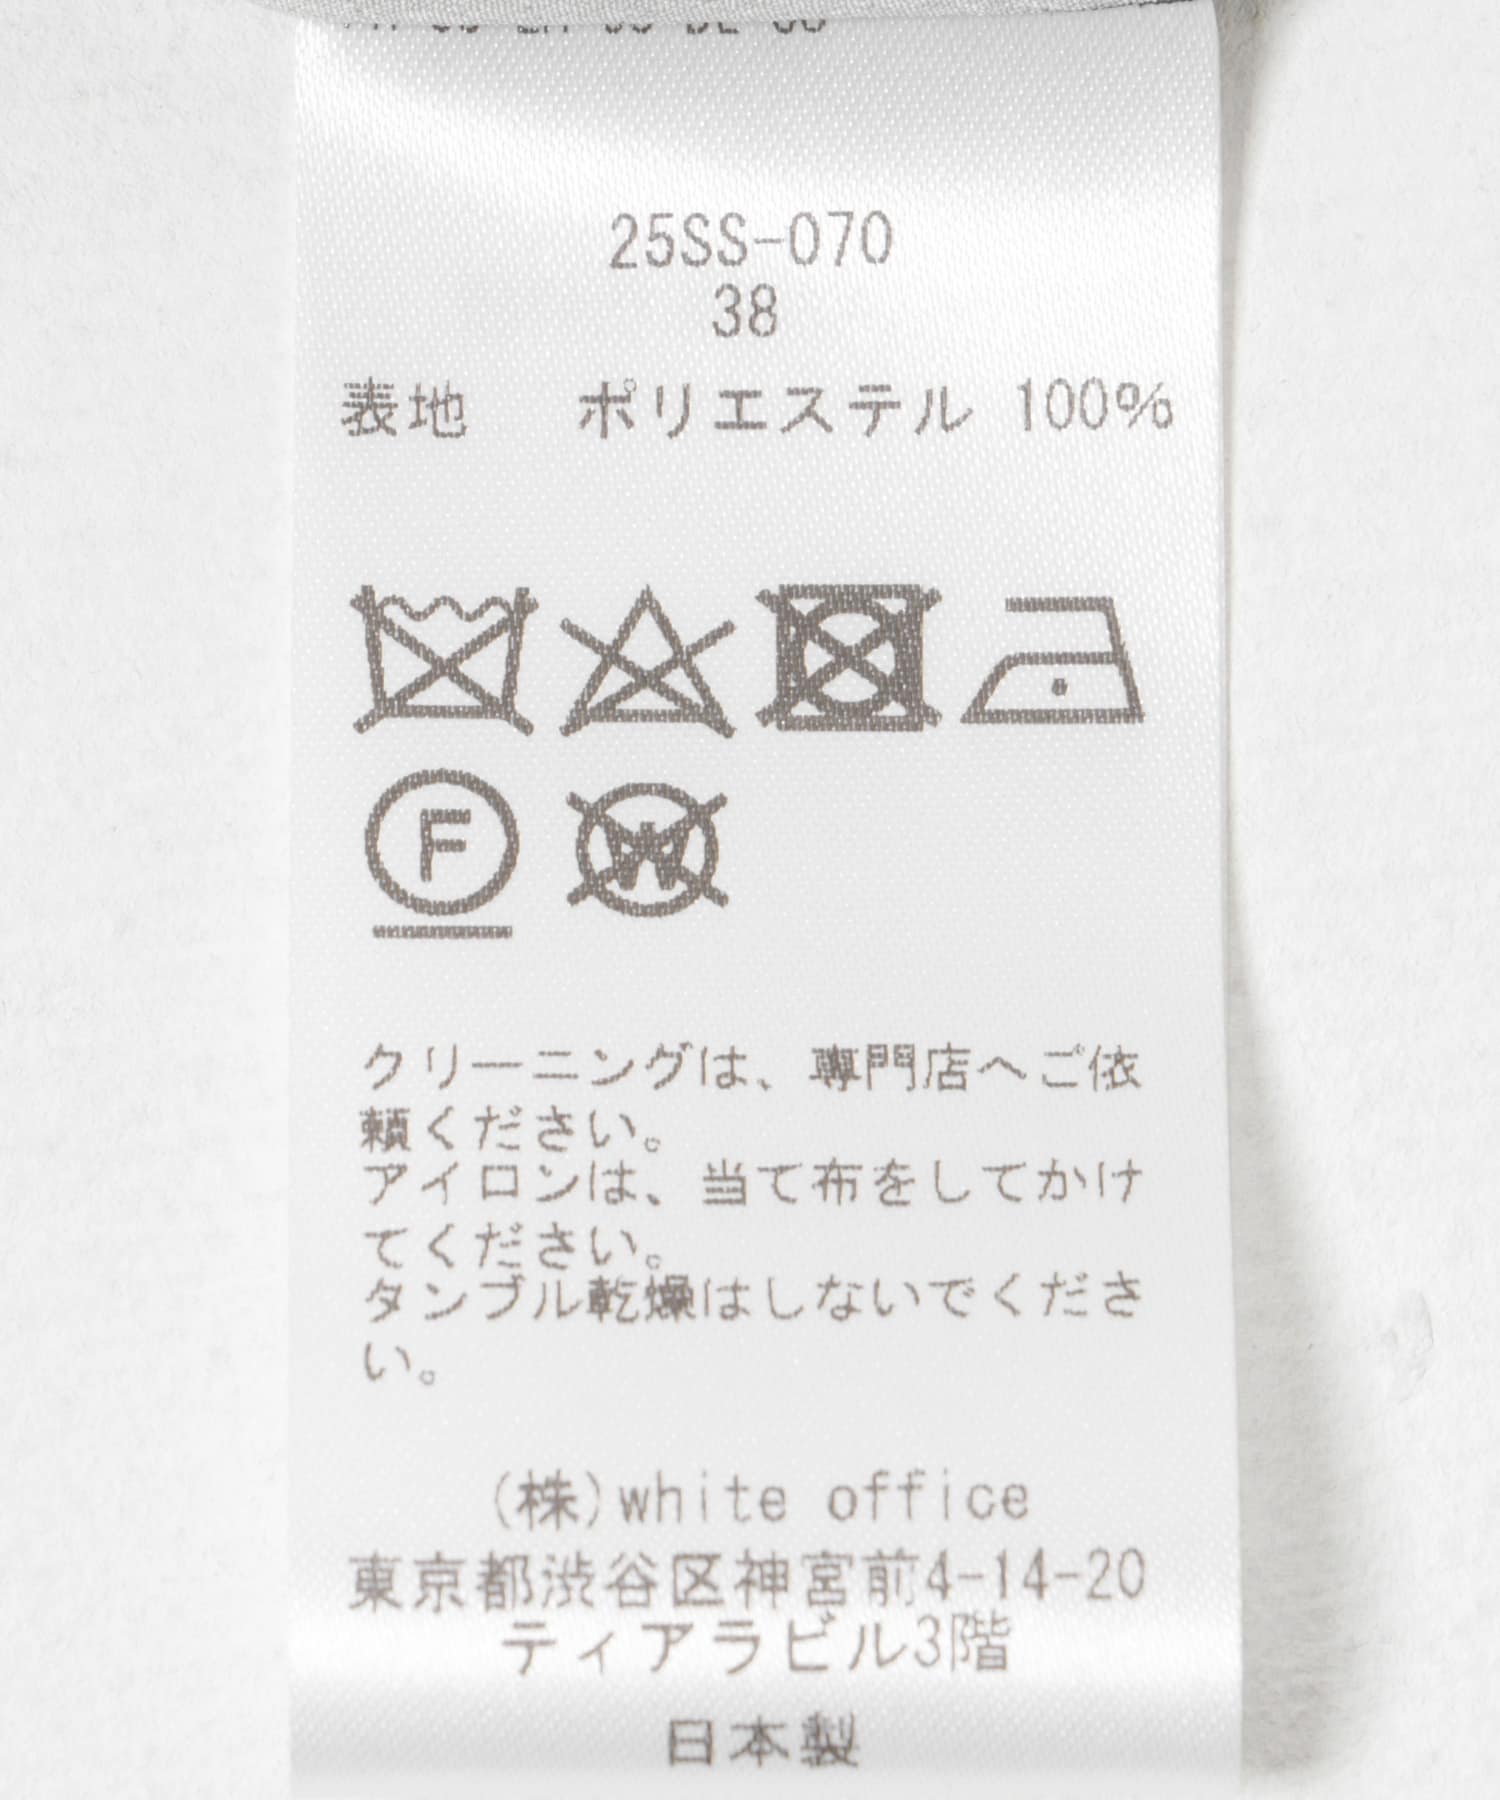 25SS-070
38
表地 ポリエステル 100%
F
W
クリーニングは、専門店へご依
頼ください。
アイロンは、当て布をしてかけ
てください。
タンブル乾燥はしないでくださ
い。
(株)white office
東京都渋谷区神宮前4-14-20
ティアラビル3階
日本製